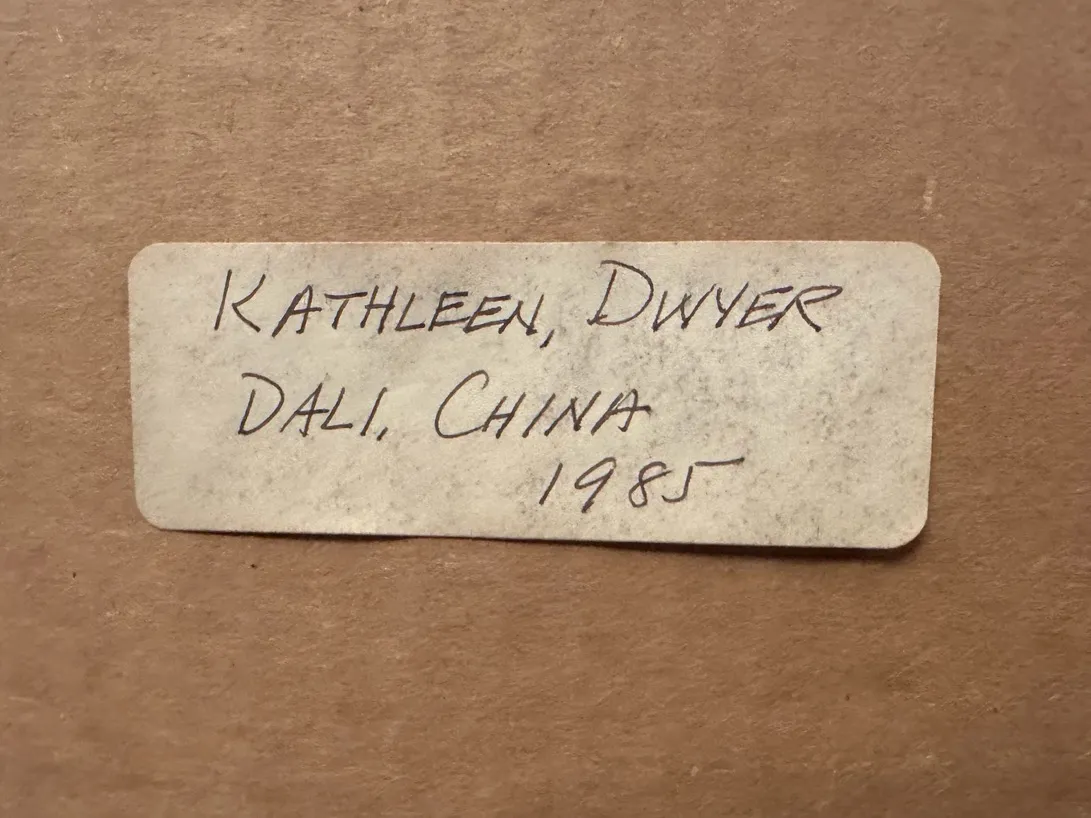 KATHLEEN, DWYER
DALI, CHINA
1985